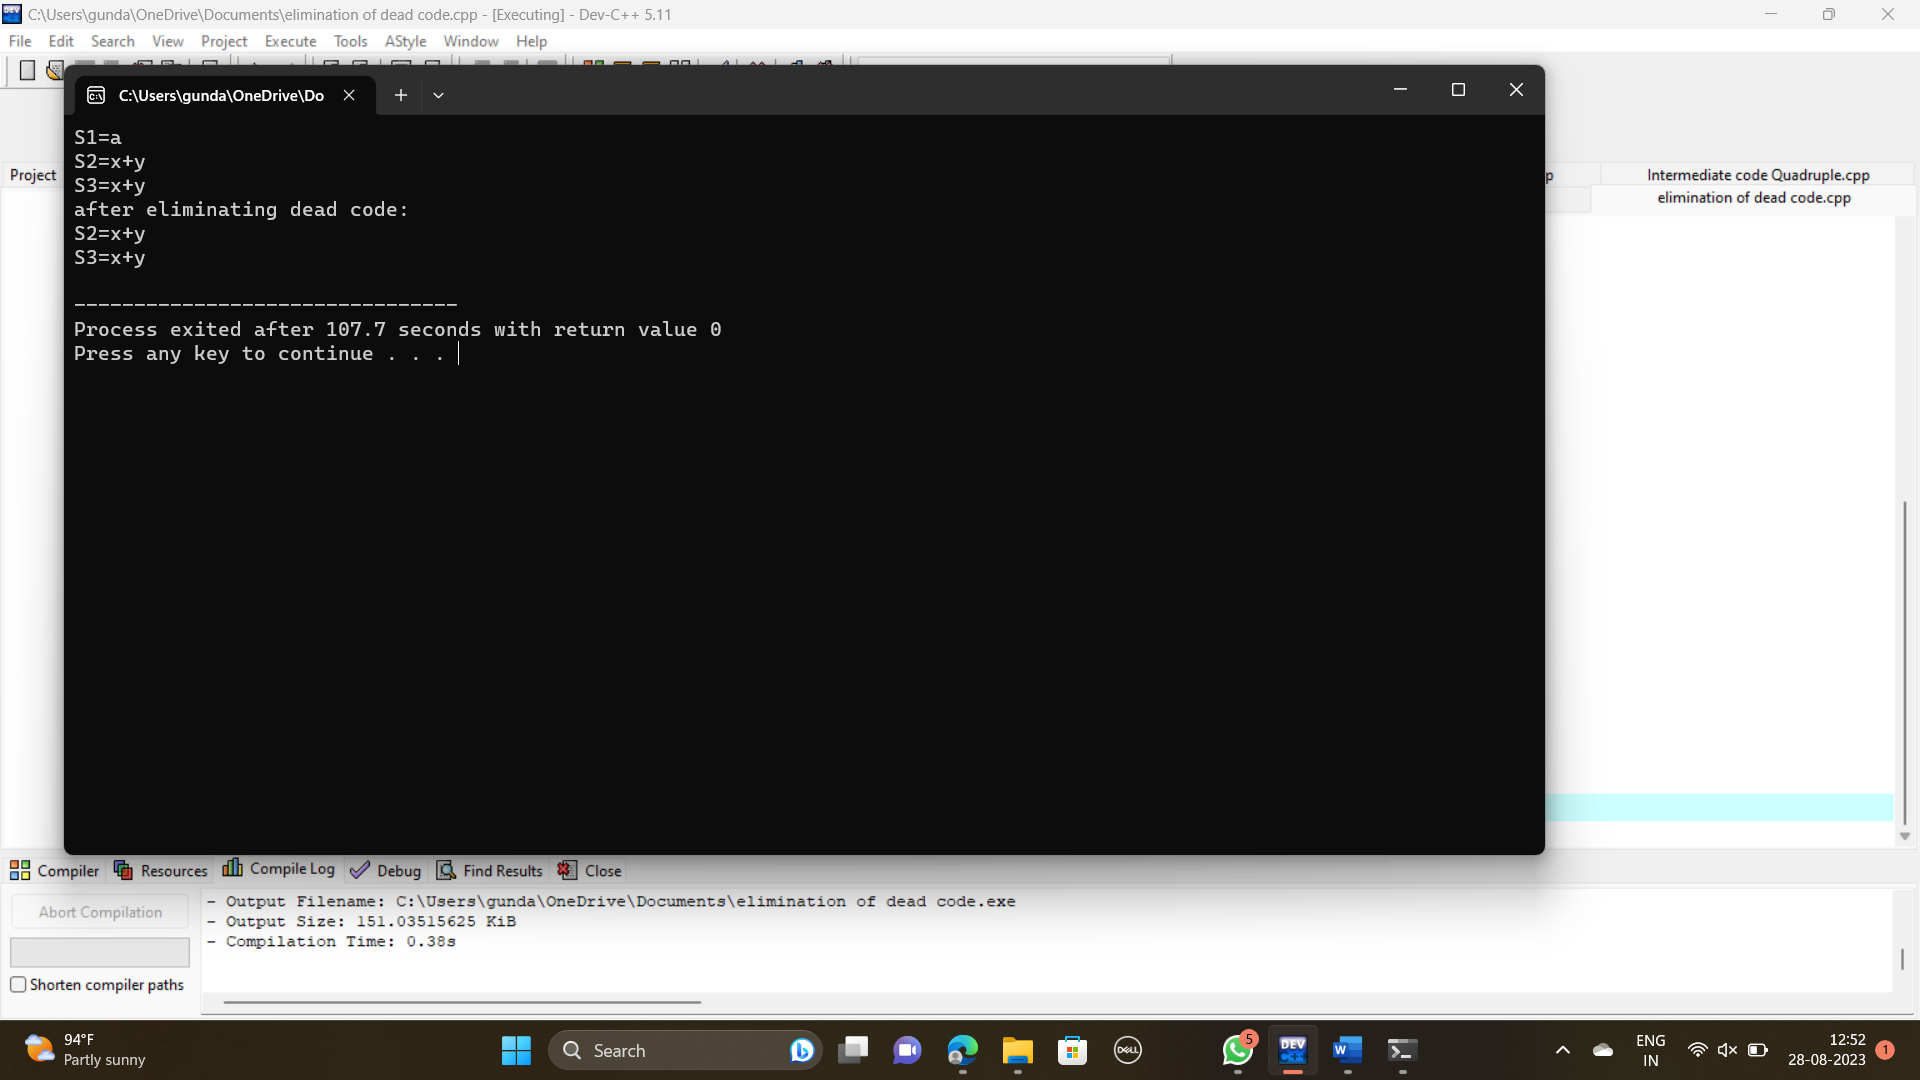 C:\Users\gunda\OneDrive\Documents\elimination of dead code.cpp - [Executing] - Dev-C++ 5.11
File Edit Search View Project Execute Tools AStyle Window Help
C:\Users\gunda\OneDrive\Do
S1=a
S2=x+y
S3=x+y
after eliminating dead code:
S2=x+y
S3=x+y
--------------------------------
Process exited after 107.7 seconds with return value 0
Press any key to continue . . .
Project
p
Intermediate code Quadruple.cpp
elimination of dead code.cpp
Compiler Resources Compile Log Debug Find Results Close
Abort Compilation
Shorten compiler paths
- Output Filename: C:\Users\gunda\OneDrive\Documents\elimination of dead code.exe
- Output Size: 151.03515625 KiB
- Compilation Time: 0.38s
94°F
Partly sunny
Search
DELL
5
DEV
C++
W
ENG
IN
12:52
28-08-2023
1